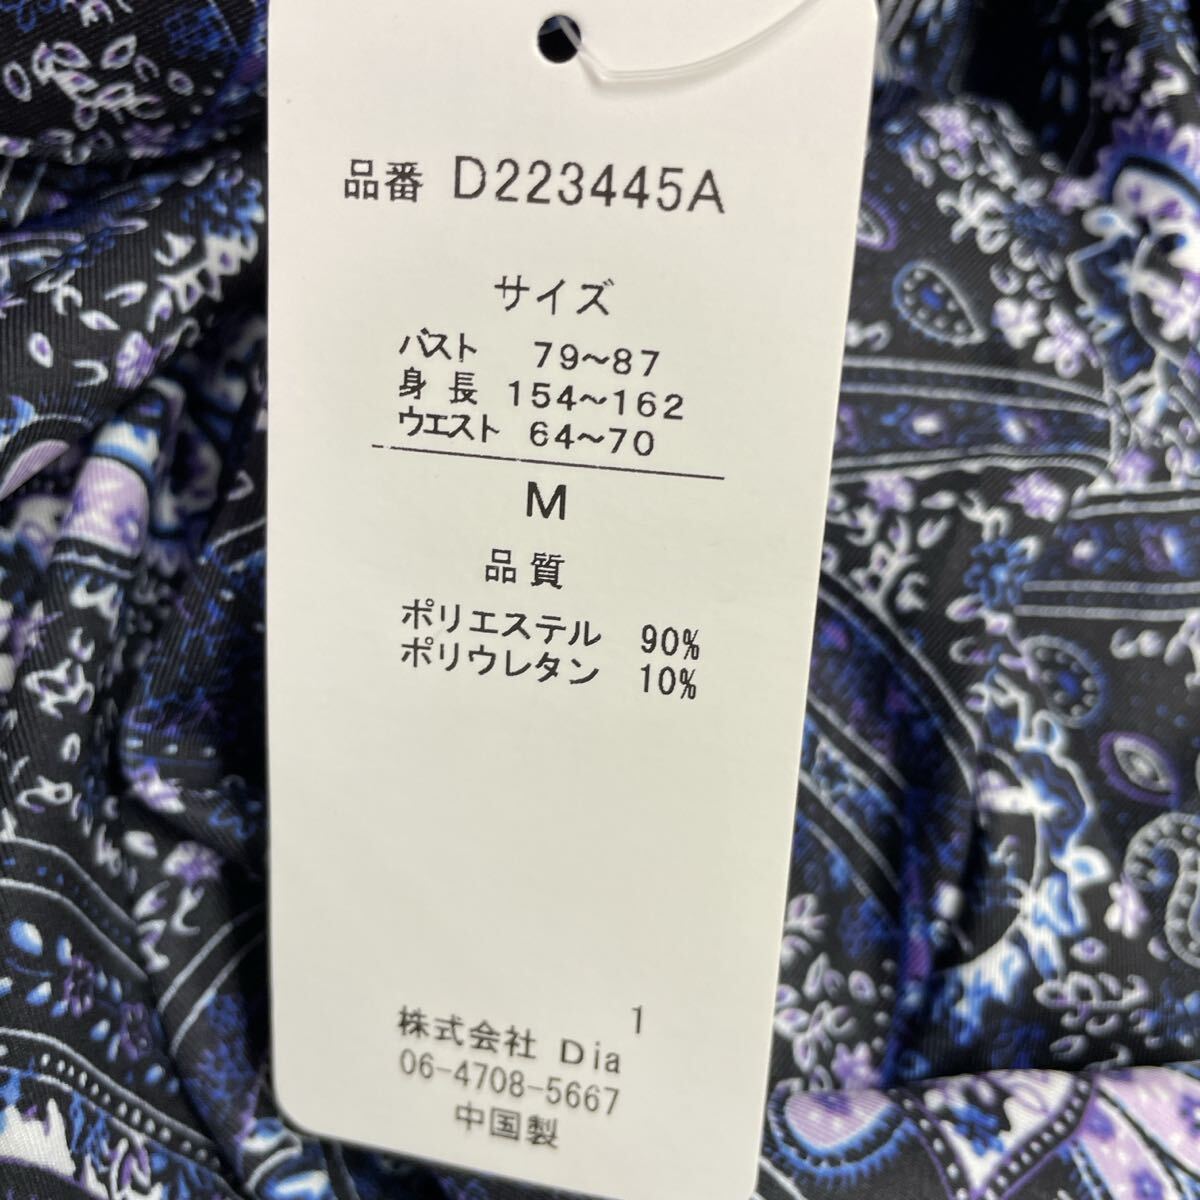 品番 D223445A
サイズ
バスト 79〜87
身長 154〜162
ウエスト 64〜70
M
品質
ポリエステル 90%
ポリウレタン 10%
1
株式会社 Dia
06-4708-5667
中国製